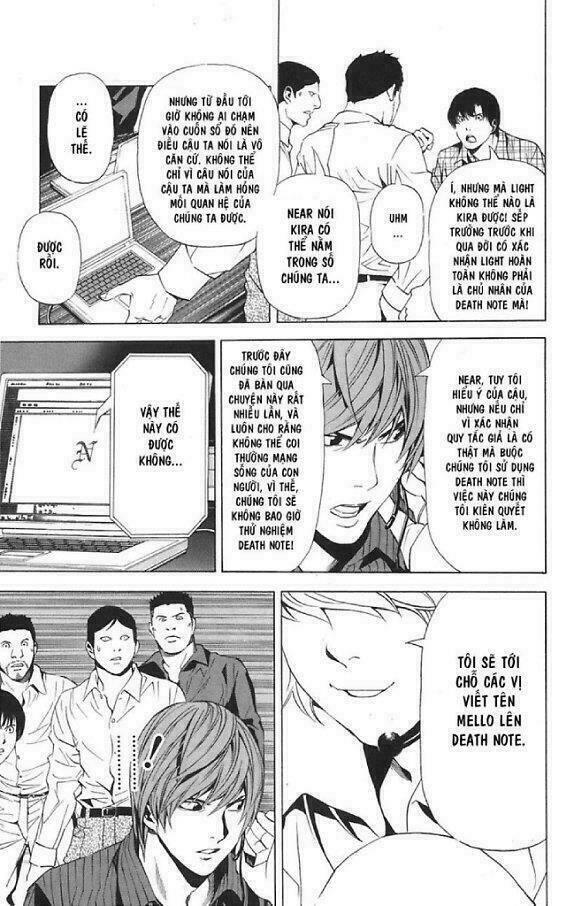 Í, NHƯNG MÀ LIGHT
KHÔNG THỂ NÀO LÀ
KIRA ĐƯỢC! SẾP
TRƯỞNG TRƯỚC KHI
QUA ĐỜI CÓ XÁC
NHẬN LIGHT HOÀN
TOÀN KHÔNG PHẢI
LÀ CHỦ NHÂN CỦA
DEATH NOTE MÀ!
UHM
...
NEAR NÓI
KIRA CÓ
THỂ NẰM
TRONG SỐ
CHÚNG TA...
NHƯNG TỪ ĐẦU TỚI
GIỜ KHÔNG AI CHẠM
VÀO CUỐN SỔ ĐÓ NÊN
ĐIỀU CẬU TA NÓI LÀ VÔ
CĂN CỨ. KHÔNG THỂ
CHỈ VÌ CÂU NÓI CỦA
CẬU TA MÀ LÀM HỎNG
MỐI QUAN HỆ CỦA
CHÚNG TA ĐƯỢC.
...
CÓ
LẼ
THẾ.
ĐƯỢC
RỒI.
NEAR, TUY TÔI
HIỂU Ý CỦA CẬU,
NHƯNG NẾU CHỈ
VÌ XÁC NHẬN
QUY TẮC GIẢ LÀ CÓ
THẬT MÀ BUỘC
CHÚNG TÔI SỬ DỤNG
DEATH NOTE THÌ
VIỆC NÀY CHÚNG
TÔI KIÊN QUYẾT
KHÔNG LÀM.
TRƯỚC ĐÂY
CHÚNG TÔI CŨNG
ĐÃ BÀN QUA
CHUYỆN NÀY RẤT
NHIỀU LẦN, VÀ
LUÔN CHO RẰNG
KHÔNG THỂ COI
THƯỜNG MẠNG
SỐNG CỦA CON
NGƯỜI, VÌ THẾ,
CHÚNG TÔI SẼ
KHÔNG BAO GIỜ
THỬ NGHIỆM
DEATH NOTE!
VẬY THẾ
NÀY CÓ
ĐƯỢC
KHÔNG...
N
TÔI SẼ TỚI
CHỖ CÁC VỊ
VIẾT TÊN
MELLO LÊN
DEATH NOTE.
...!
...!